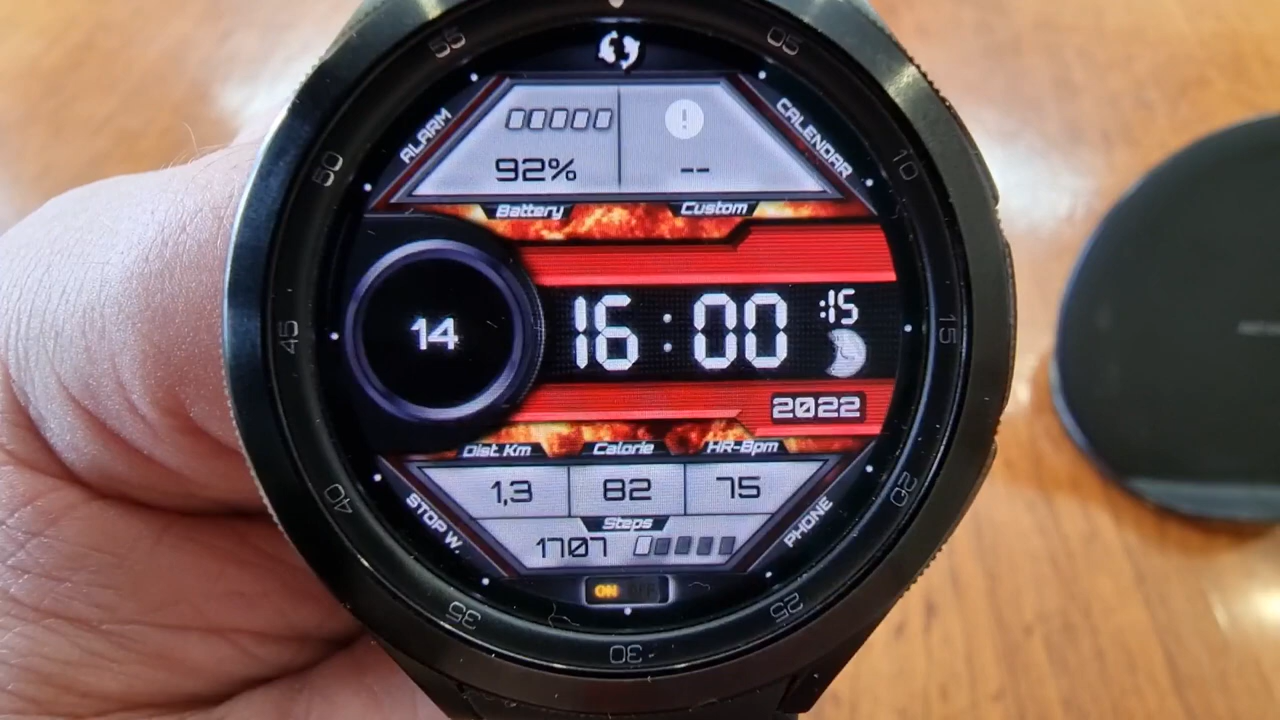 55
05
ALARM
CALENDAR
50
10
92%
--
Battery
Custom
14
16:00
:15
45
15
2022
Dist. Km
Calorie
HR-Bpm
1,3
82
75
Steps
1707
STOP W.
PHONE
40
20
ON OFF
35
25
30